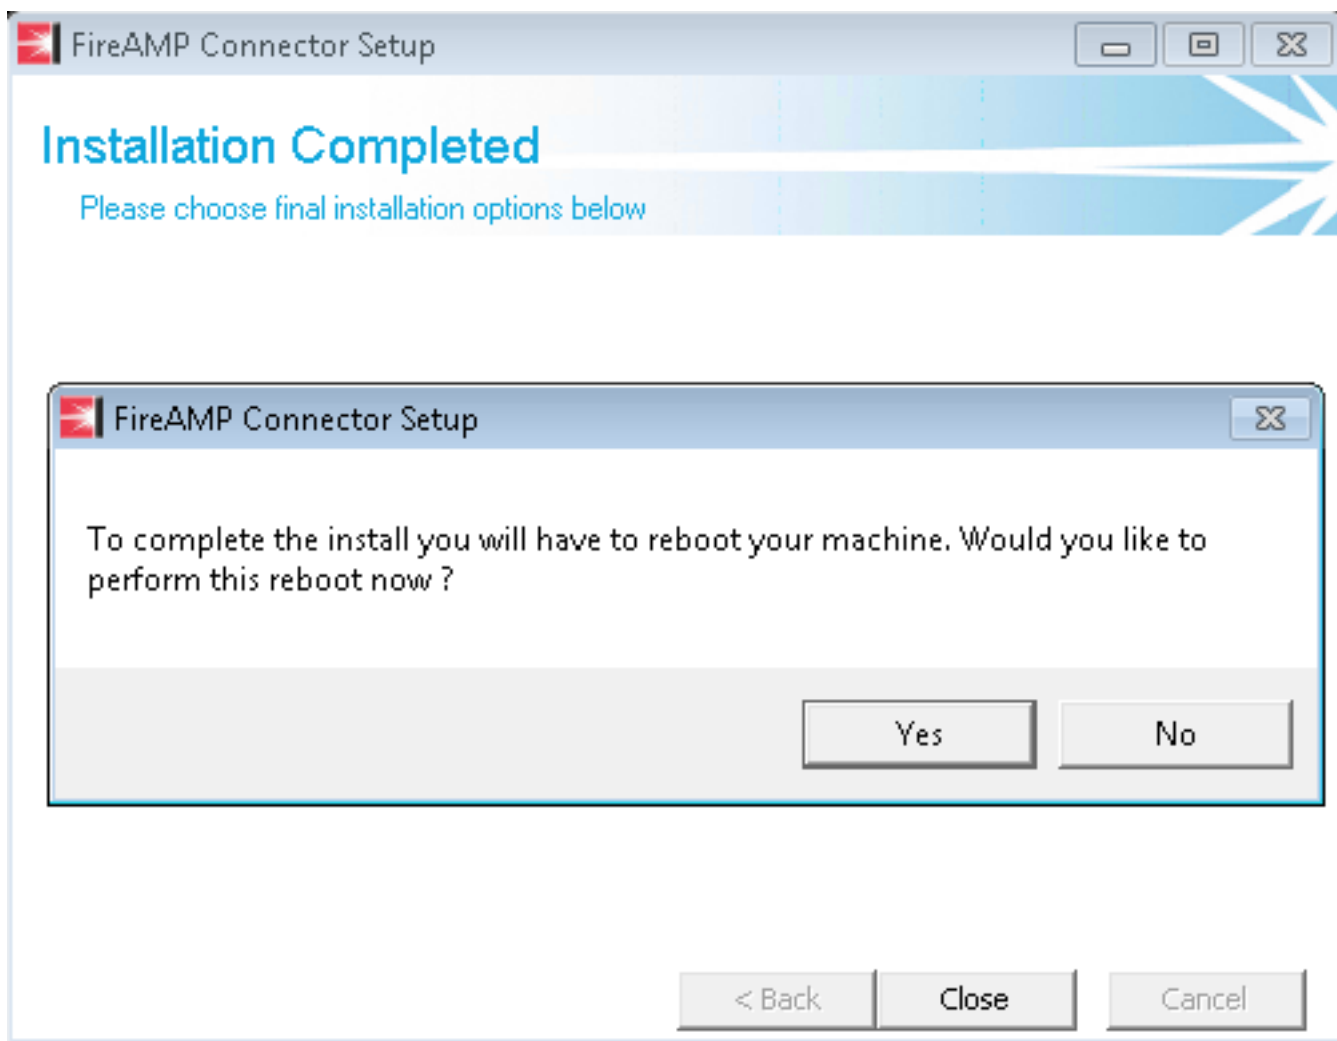 FireAMP Connector Setup
Installation Completed
Please choose final installation options below
FireAMP Connector Setup
To complete the install you will have to reboot your machine. Would you like to
perform this reboot now ?
Yes
No
< Back
Close
Cancel